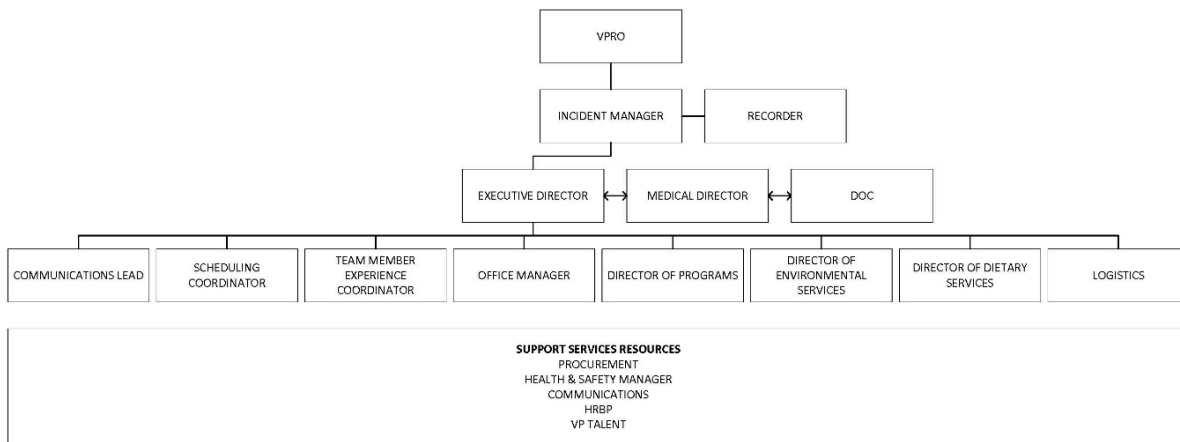 VPRO
INCIDENT MANAGER
RECORDER
EXECUTIVE DIRECTOR
MEDICAL DIRECTOR
DOC
COMMUNICATIONS LEAD
SCHEDULING
COORDINATOR
TEAM MEMBER
EXPERIENCE
COORDINATOR
OFFICE MANAGER
DIRECTOR OF PROGRAMS
DIRECTOR OF
ENVIRONMENTAL
SERVICES
DIRECTOR OF DIETARY
SERVICES
LOGISTICS
SUPPORT SERVICES RESOURCES
PROCUREMENT
HEALTH & SAFETY MANAGER
COMMUNICATIONS
HRBP
VP TALENT